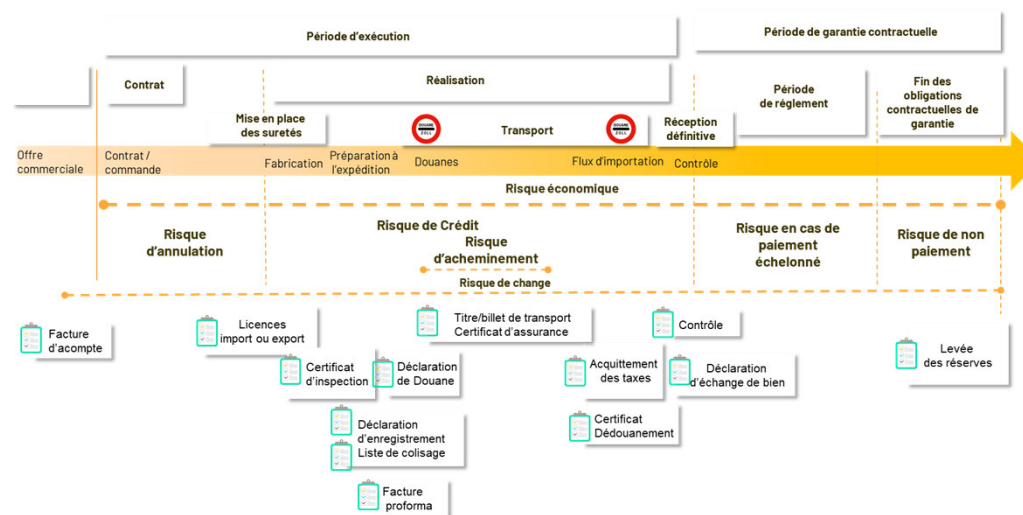 Période d'exécution
Période de garantie contractuelle
Contrat
Réalisation
Période
de réglement
Fin des
obligations
contractuelles de
garantie
Mise en place
des suretés
DOUANE
ZOLL
Transport
DOUANE
ZOLL
Réception
définitive
Offre
commerciale
Contrat /
commande
Fabrication
Préparation à
l'expédition
Douanes
Flux d'importation
Contrôle
Risque économique
Risque
d'annulation
Risque de Crédit
Risque
d'acheminement
Risque en cas de
paiement
échelonné
Risque de non
paiement
Risque de change
Facture
d'acompte
Licences
import ou export
Titre/billet de transport
Certificat d'assurance
Contrôle
Levée
des réserves
Certificat
d'inspection
Déclaration
de Douane
Acquittement
des taxes
Déclaration
d'échange de bien
Déclaration
d'enregistrement
Liste de colisage
Certificat
Dédouanement
Facture
proforma